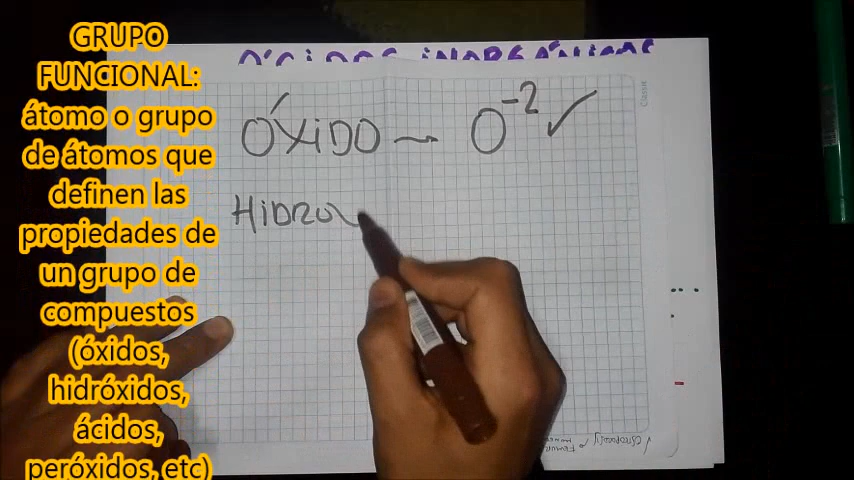 GRUPO
FUNCIONAL:
átomo o grupo
de átomos que
definen las
propiedades de
un grupo de
compuestos
(óxidos,
hidróxidos,
ácidos,
peróxidos, etc)
ÓXIDO → O⁻² ✓
HIDRO